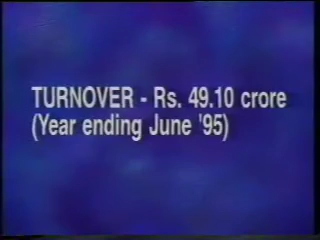 TURNOVER - Rs. 49.10 crore
(Year ending June '95)